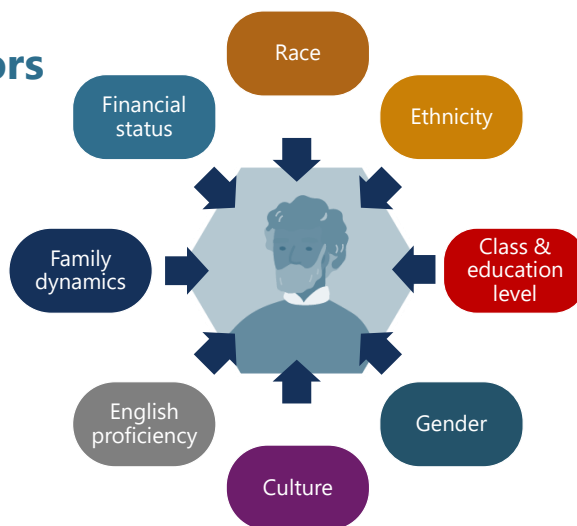 ors
Race
Financial
status
Ethnicity
Family
dynamics
Class &
education
level
English
proficiency
Gender
Culture